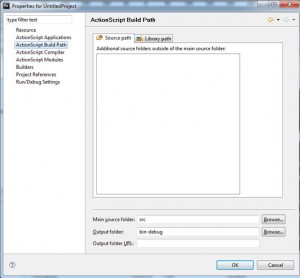 Properties for UntitledProject
type filter text
Resource
ActionScript Applications
ActionScript Build Path
ActionScript Compiler
ActionScript Modules
Builders
Project References
Run/Debug Settings
ActionScript Build Path
Source path
Library path
Additional source folders outside of the main source folder:
Main source folder: src Browse...
Output folder: bin-debug Browse...
Output folder URL:
OK
Cancel